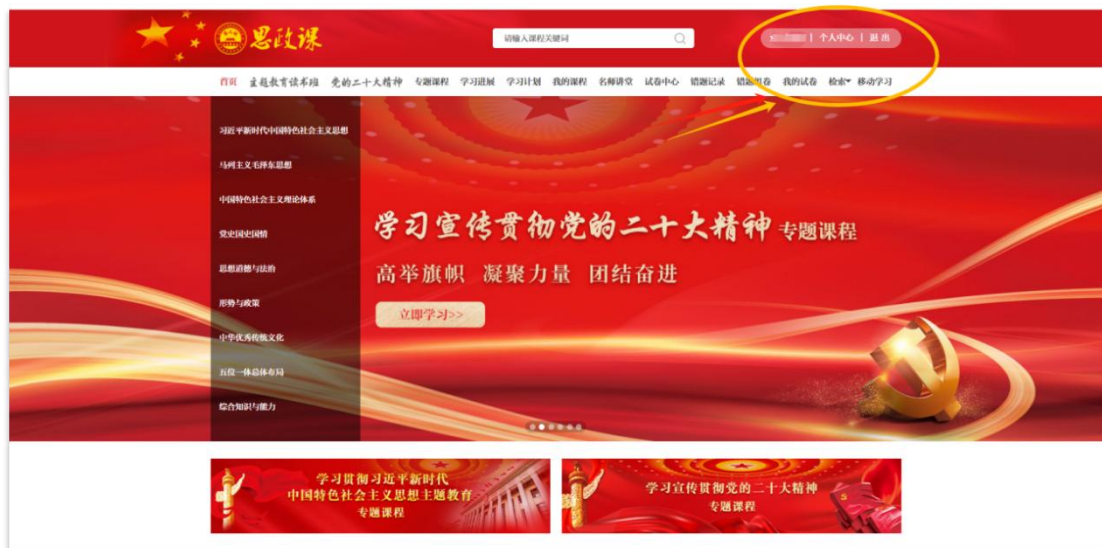 思政课
请输入课程关键词
| 个人中心 | 退 出
首页 主题教育读书班 党的二十大精神 专题课程 学习进展 学习计划 我的课程 名师讲堂 试卷中心 错题记录 错题组卷 我的试卷 检索 移动学习
习近平新时代中国特色社会主义思想
马列主义毛泽东思想
中国特色社会主义理论体系
党史国史国情
思想道德与法治
形势与政策
中华优秀传统文化
五位一体总体布局
综合知识与能力
学习宣传贯彻党的二十大精神 专题课程
高举旗帜 凝聚力量 团结奋进
立即学习>>
学习贯彻习近平新时代
中国特色社会主义思想主题教育
专题课程
学习宣传贯彻党的二十大精神
专题课程